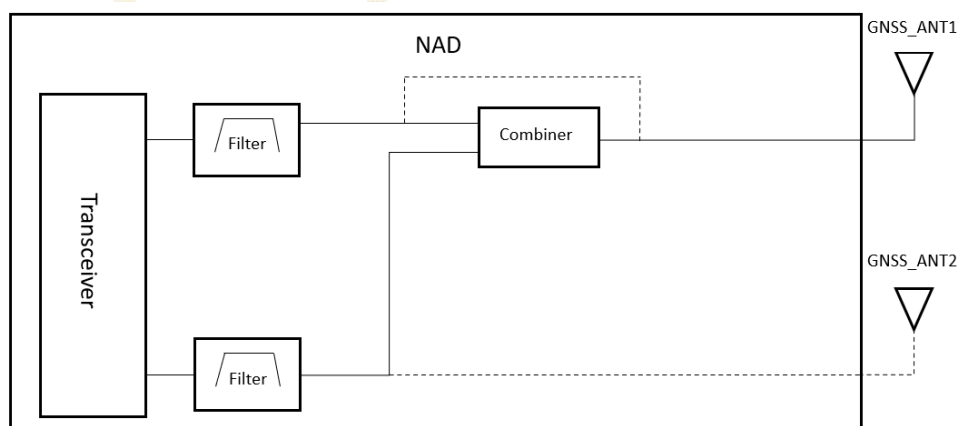 GNSS_ANT1
NAD
Filter
Combiner
Transceiver
GNSS_ANT2
Filter